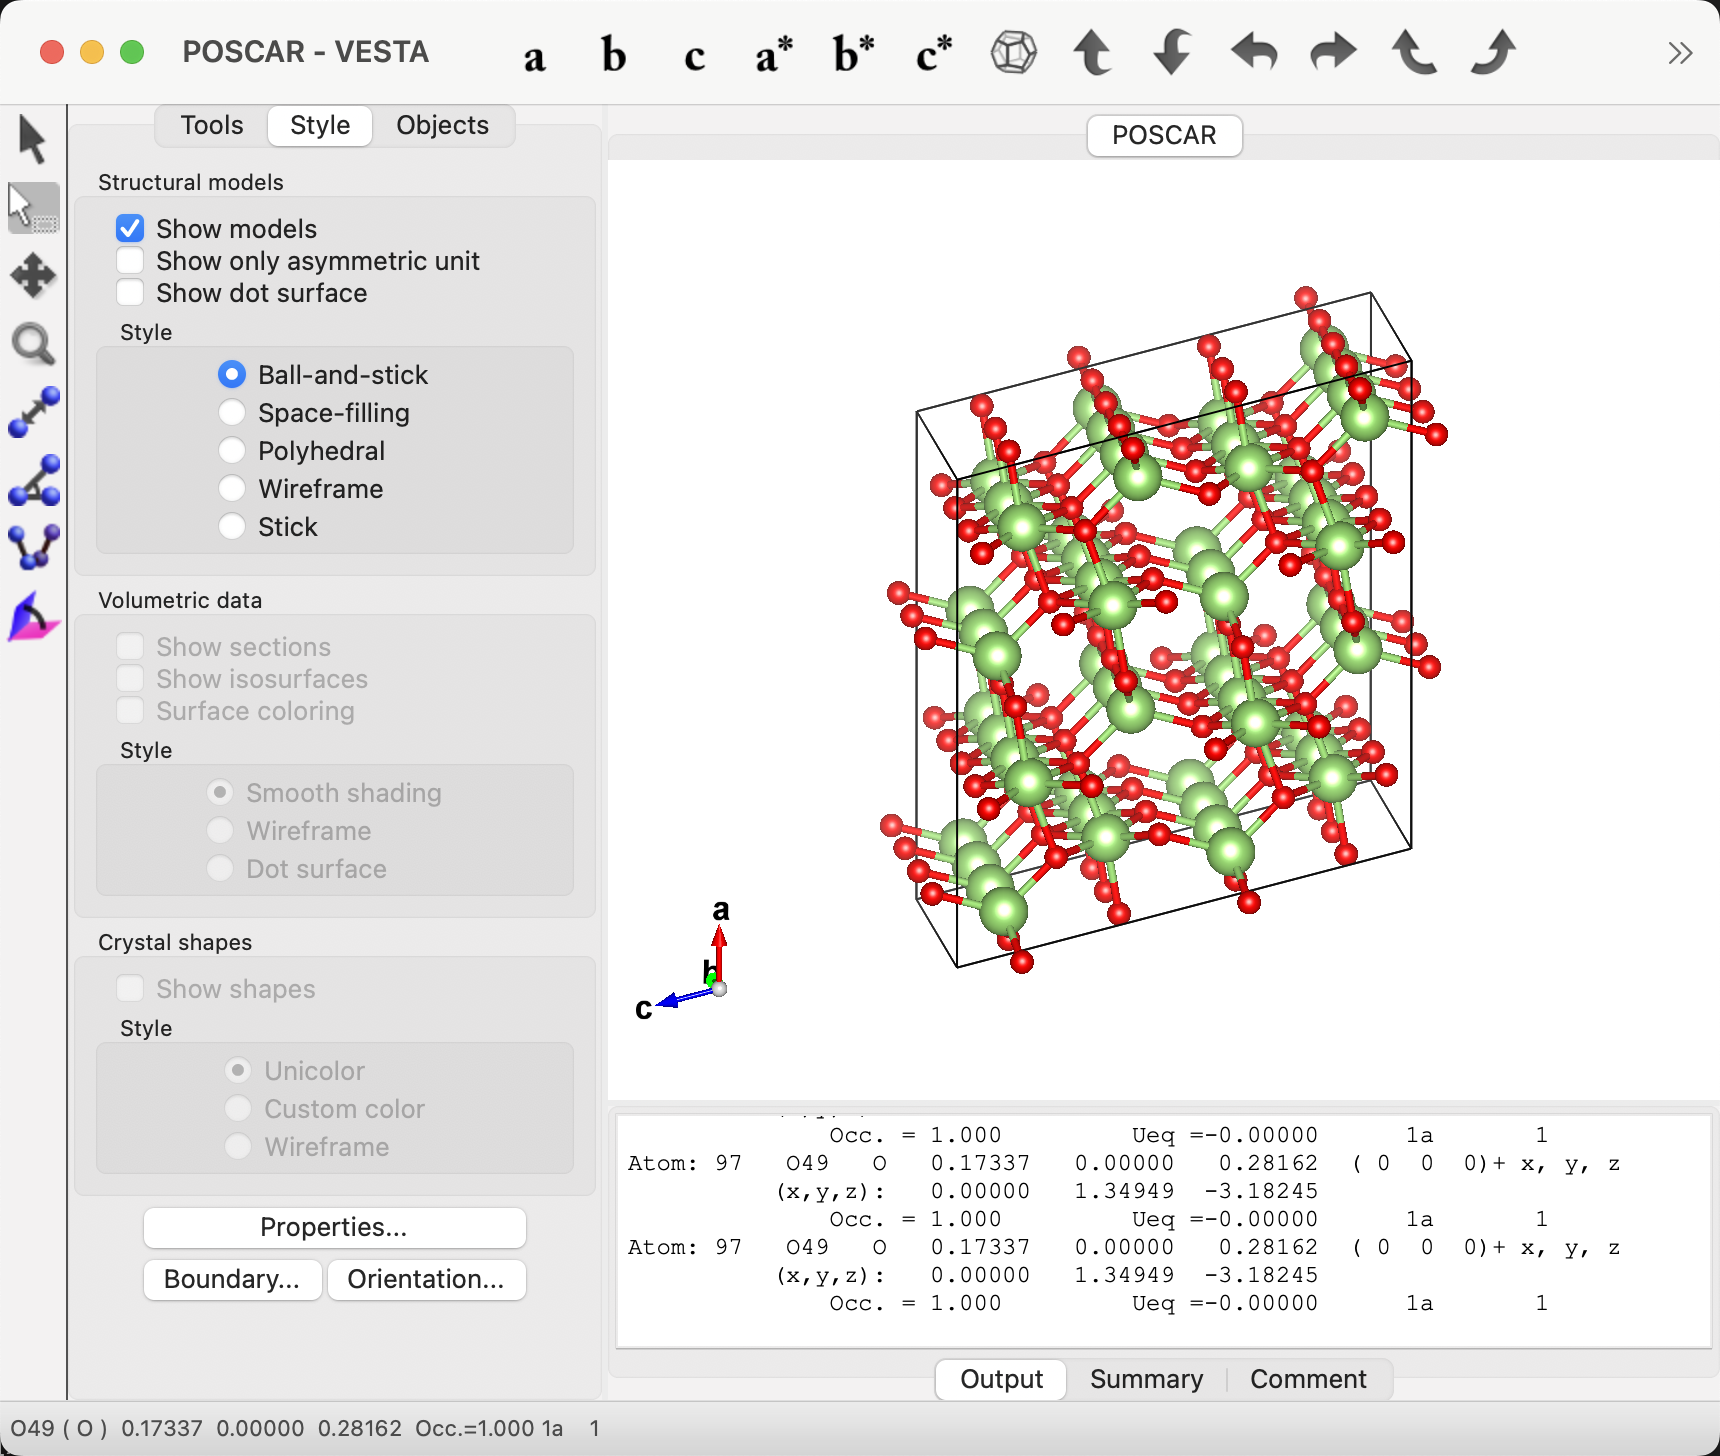 POSCAR - VESTA
a b c a* b* c*
Tools Style Objects
POSCAR
Structural models
Show models
Show only asymmetric unit
Show dot surface
Style
Ball-and-stick
Space-filling
Polyhedral
Wireframe
Stick
Volumetric data
Show sections
Show isosurfaces
Surface coloring
Style
Smooth shading
Wireframe
Dot surface
Crystal shapes
Show shapes
Style
Unicolor
Custom color
Wireframe
Properties...
Boundary... Orientation...
a
b
c
Occ. = 1.000 Ueq =-0.00000 1a 1
Atom: 97 O49 O 0.17337 0.00000 0.28162 ( 0 0 0)+ x, y, z
(x,y,z): 0.00000 1.34949 -3.18245
Occ. = 1.000 Ueq =-0.00000 1a 1
Atom: 97 O49 O 0.17337 0.00000 0.28162 ( 0 0 0)+ x, y, z
(x,y,z): 0.00000 1.34949 -3.18245
Occ. = 1.000 Ueq =-0.00000 1a 1
Output Summary Comment
O49 ( O ) 0.17337 0.00000 0.28162 Occ.=1.000 1a 1